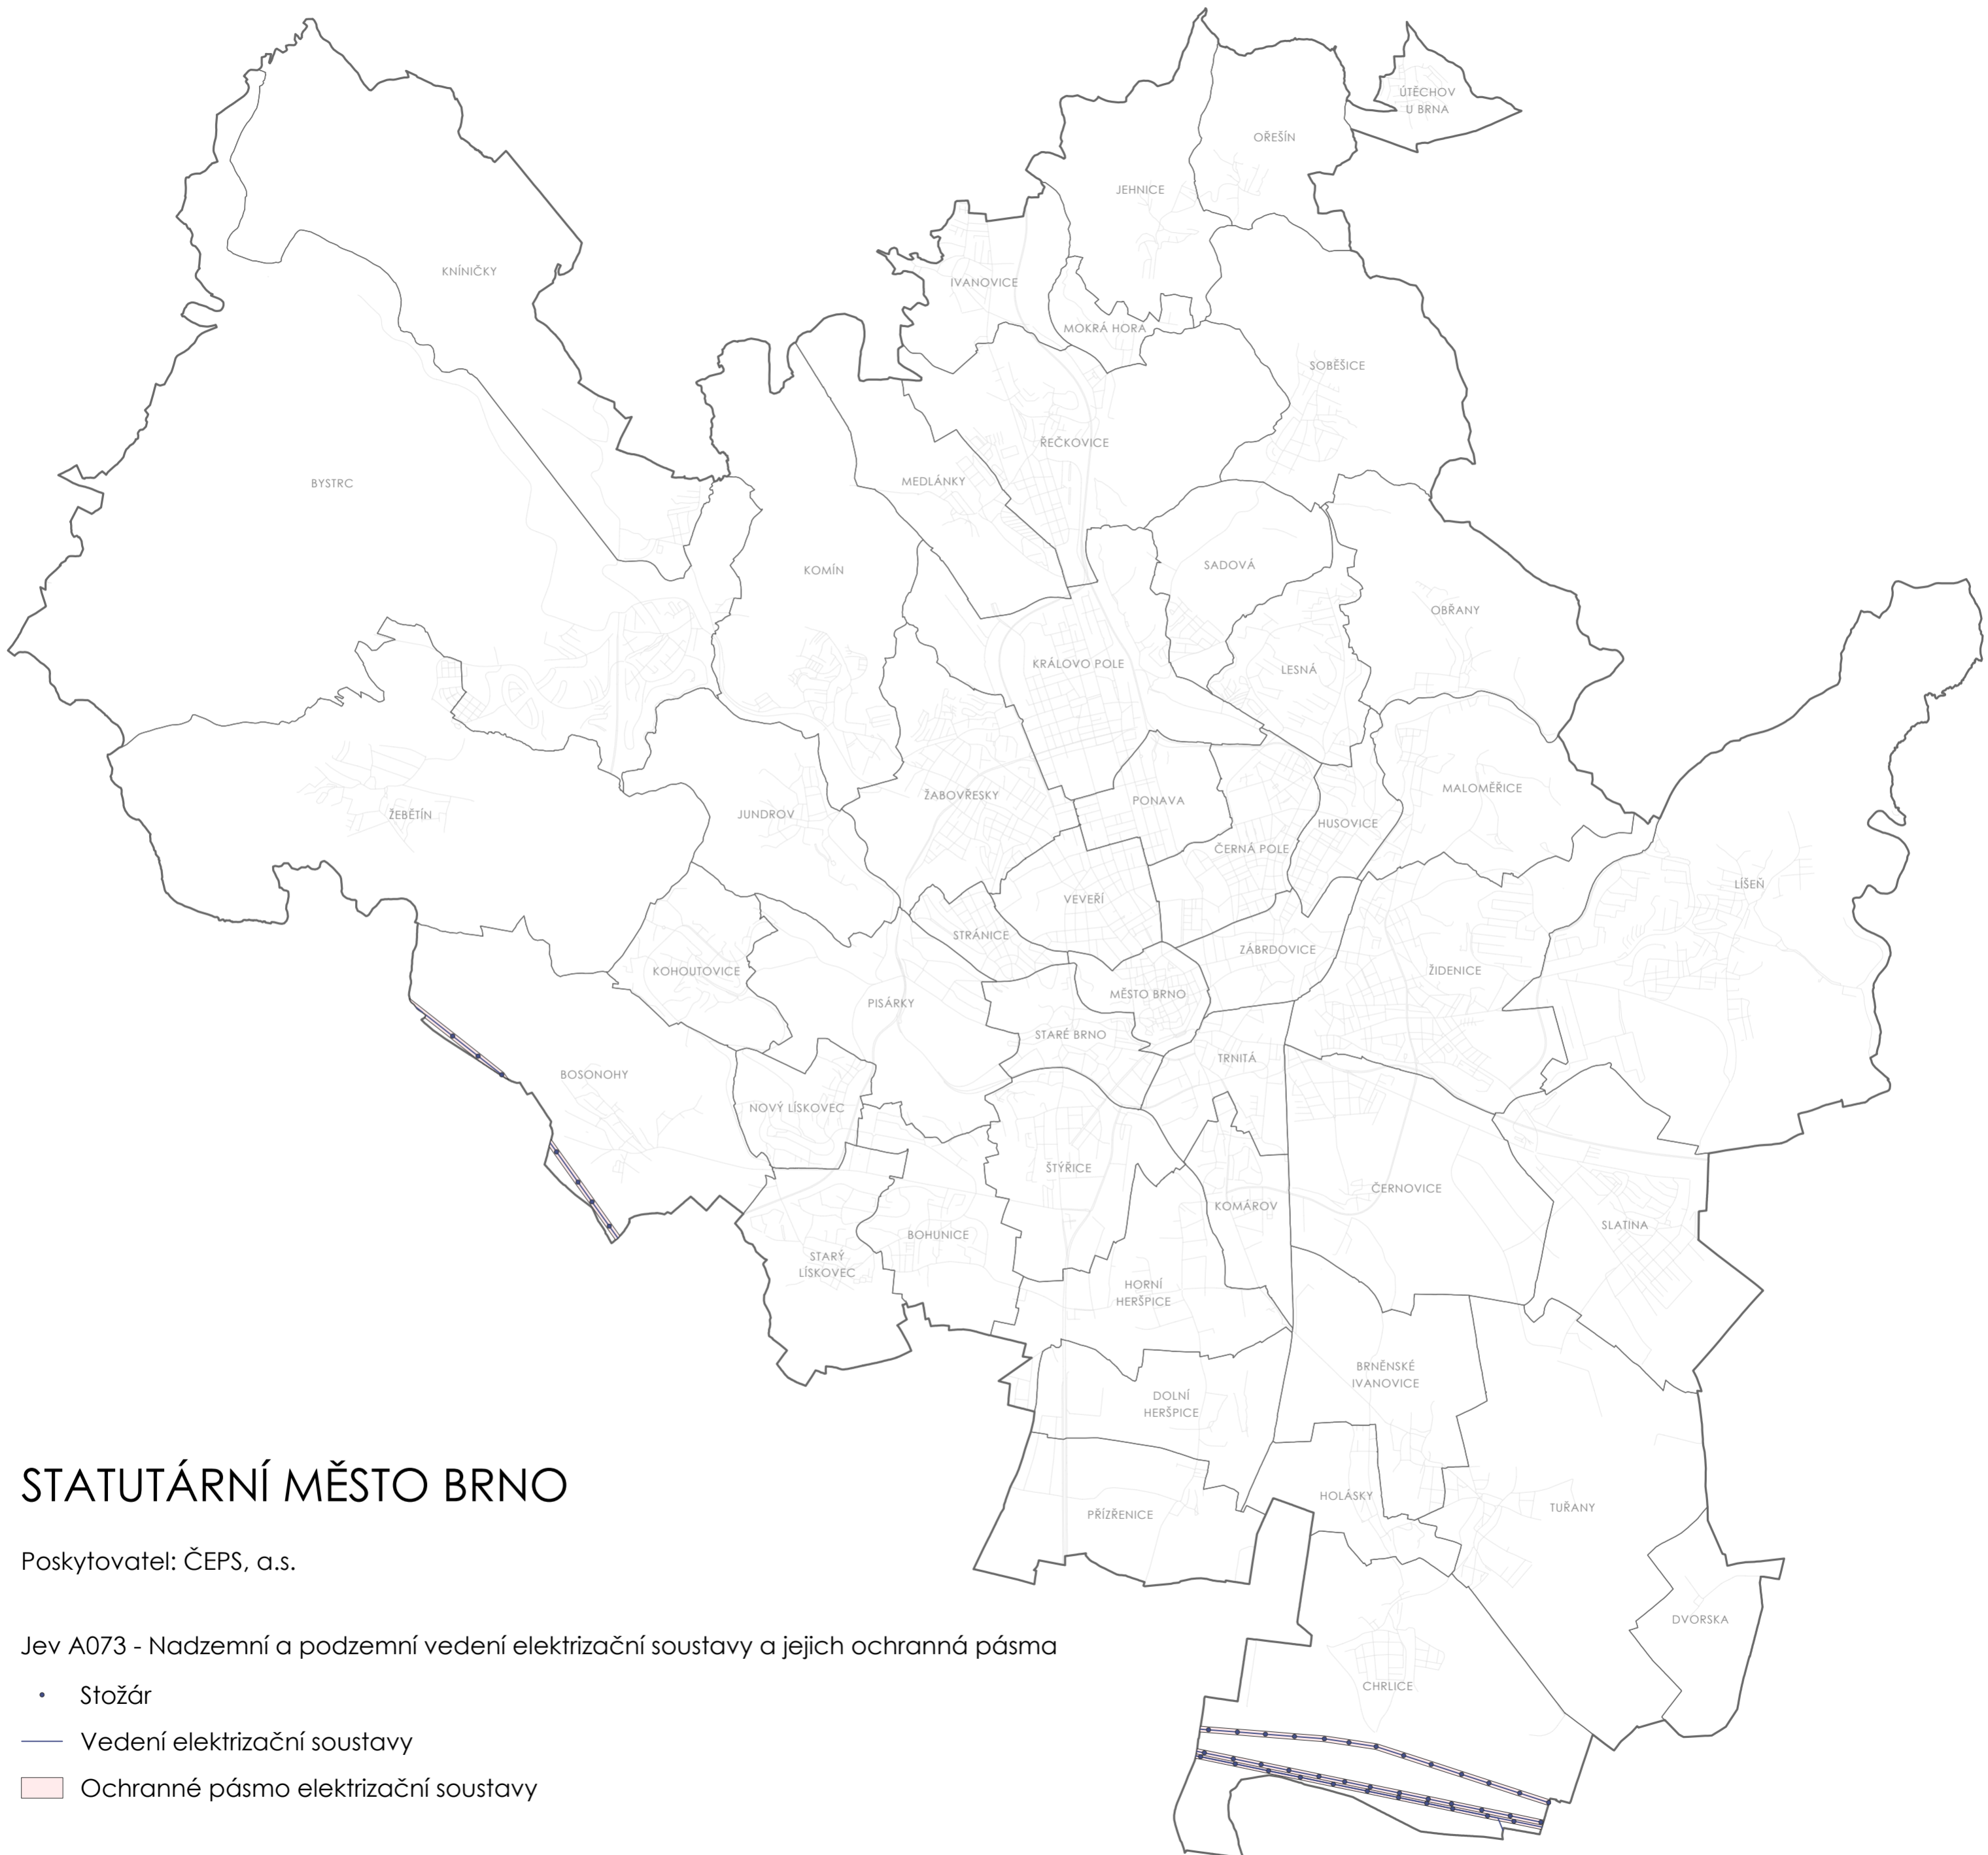 ÚTĚCHOV
U BRNA
OŘEŠÍN
JEHNICE
KNÍNIČKY
IVANOVICE
MOKRÁ HORA
SOBĚŠICE
ŘEČKOVICE
BYSTRC
MEDLÁNKY
SADOVÁ
KOMÍN
OBŘANY
KRÁLOVO POLE
LESNÁ
MALOMĚŘICE
ŽABOVŘESKY
PONAVA
ŽEBĚTÍN
JUNDROV
HUSOVICE
ČERNÁ POLE
LÍŠEŇ
VEVEŘÍ
STRÁNICE
ZÁBRDOVICE
KOHOUTOVICE
ŽIDENICE
MĚSTO BRNO
PISÁRKY
STARÉ BRNO
TRNITÁ
BOSONOHY
NOVÝ LÍSKOVEC
ŠTÝŘICE
ČERNOVICE
KOMÁROV
SLATINA
BOHUNICE
STARÝ
LÍSKOVEC
HORNÍ
HERŠPICE
BRNĚNSKÉ
IVANOVICE
DOLNÍ
HERŠPICE
STATUTÁRNÍ MĚSTO BRNO
HOLÁSKY
TUŘANY
PŘÍZŘENICE
Poskytovatel: ČEPS, a.s.
DVORSKA
Jev A073 - Nadzemní a podzemní vedení elektrizační soustavy a jejich ochranná pásma
CHRLICE
Stožár
Vedení elektrizační soustavy
Ochranné pásmo elektrizační soustavy